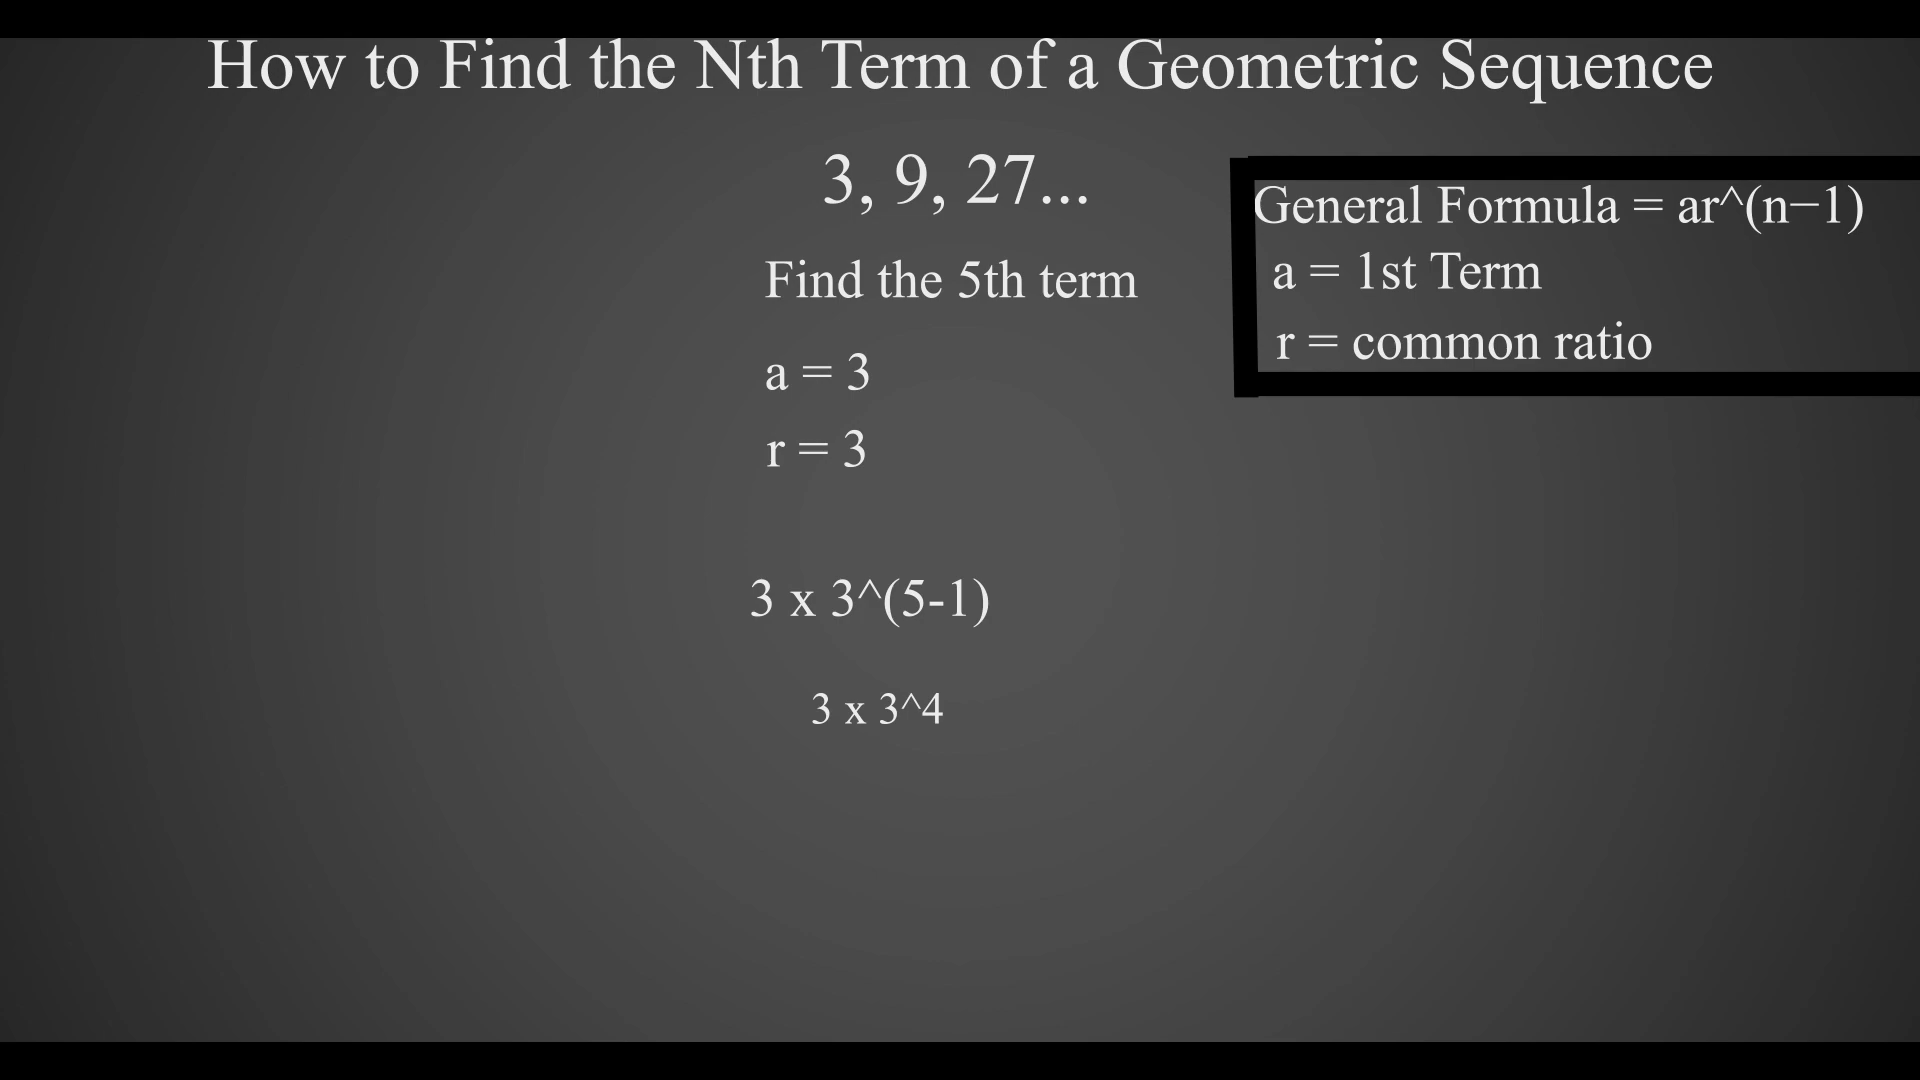 How to Find the Nth Term of a Geometric Sequence
3, 9, 27...
Find the 5th term
a = 3
r = 3
3 x 3^(5-1)
3 x 3^4
General Formula = ar^(n−1)
a = 1st Term
r = common ratio